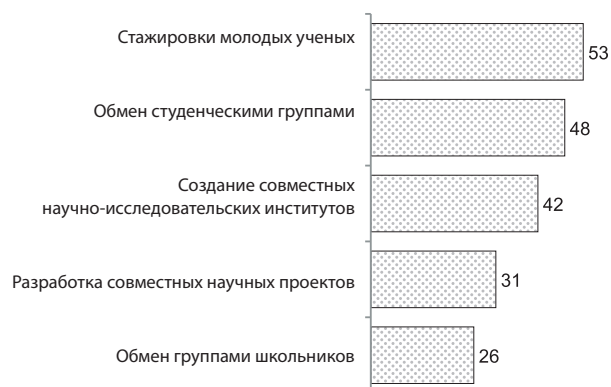 Стажировки молодых ученых
53
Обмен студенческими группами
48
Создание совместных
научно-исследовательских институтов
42
Разработка совместных научных проектов
31
Обмен группами школьников
26